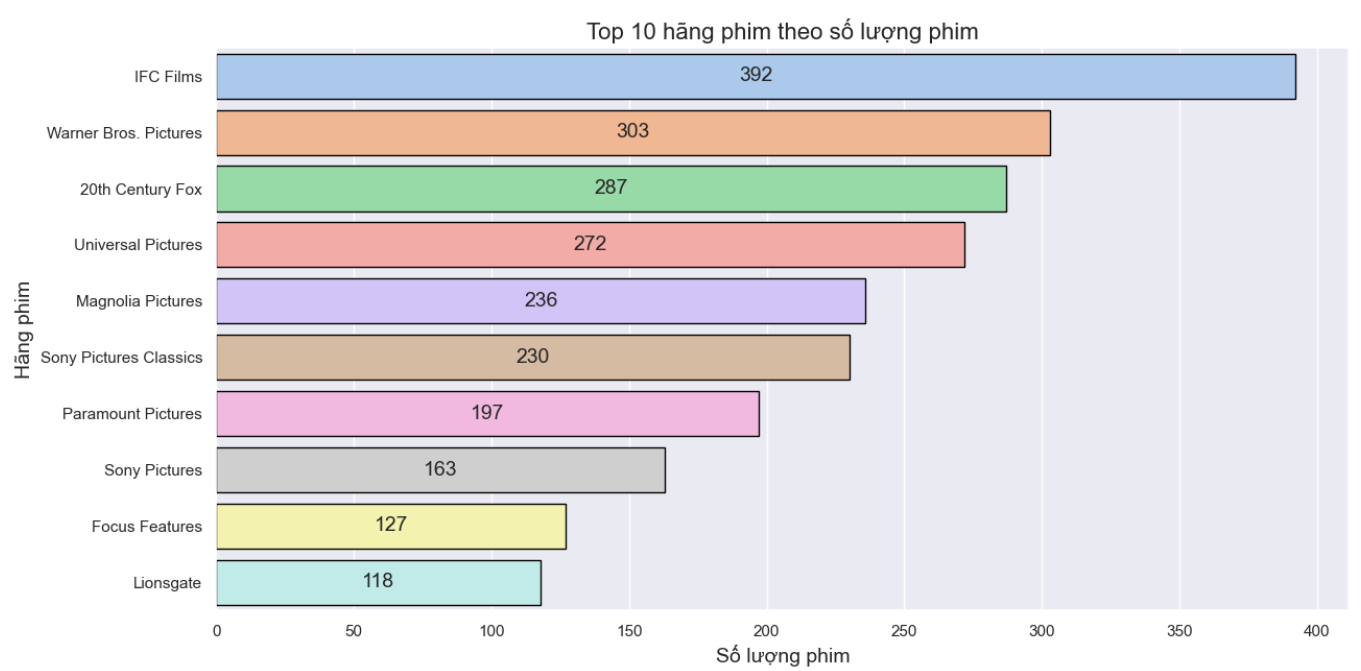 Top 10 hãng phim theo số lượng phim
Hãng phim
IFC Films 392
Warner Bros. Pictures 303
20th Century Fox 287
Universal Pictures 272
Magnolia Pictures 236
Sony Pictures Classics 230
Paramount Pictures 197
Sony Pictures 163
Focus Features 127
Lionsgate 118
0 50 100 150 200 250 300 350 400
Số lượng phim